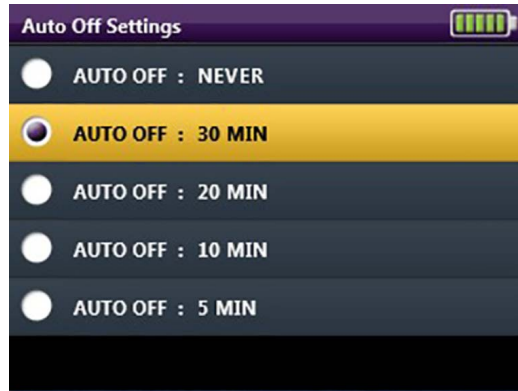 Auto Off Settings
AUTO OFF : NEVER
AUTO OFF : 30 MIN
AUTO OFF : 20 MIN
AUTO OFF : 10 MIN
AUTO OFF : 5 MIN